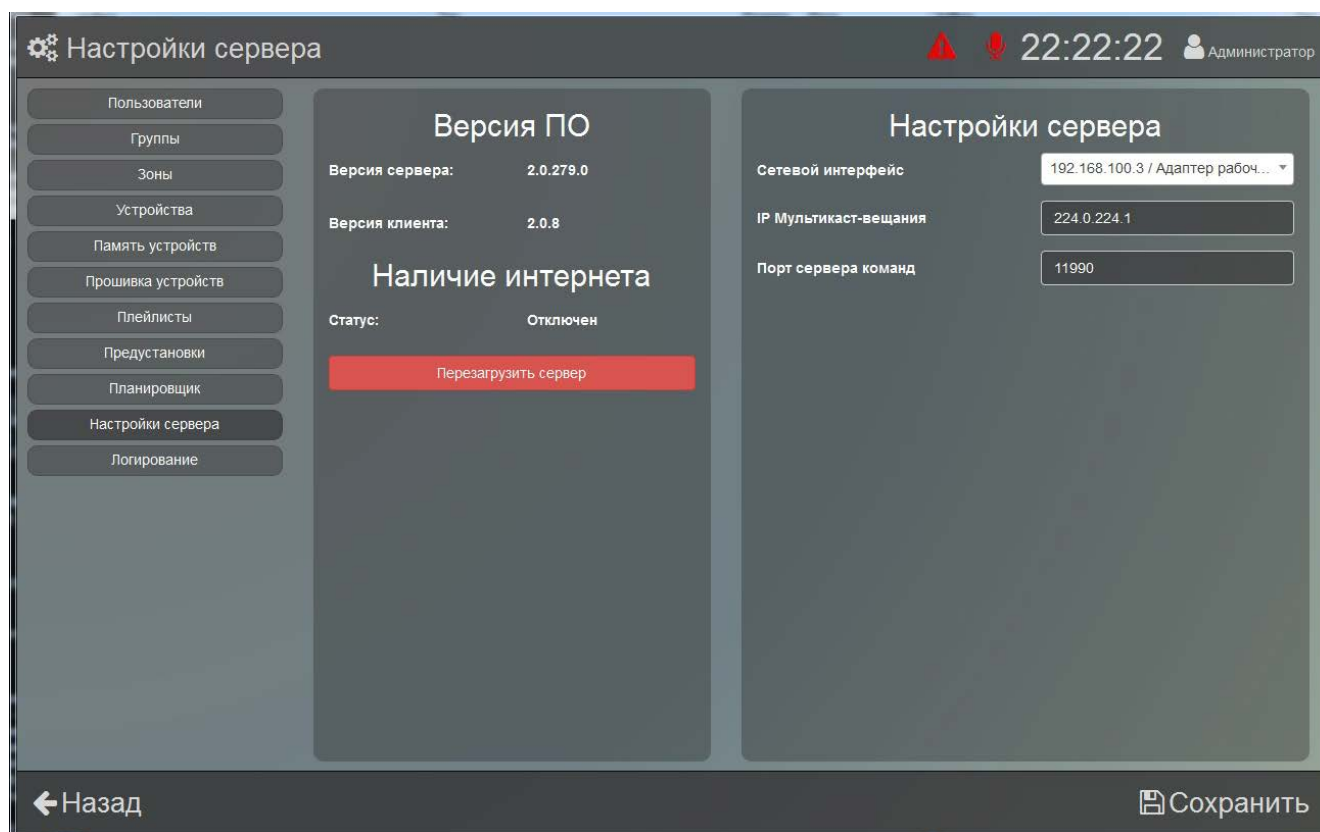 Настройки сервера
22:22:22 Администратор
Пользователи
Группы
Зоны
Устройства
Память устройств
Прошивка устройств
Плейлисты
Предустановки
Планировщик
Настройки сервера
Логирование
Версия ПО
Версия сервера: 2.0.279.0
Версия клиента: 2.0.8
Наличие интернета
Статус: Отключен
Перезагрузить сервер
Настройки сервера
Сетевой интерфейс 192.168.100.3 / Адаптер рабоч...
IP Мультикаст-вещания 224.0.224.1
Порт сервера команд 11990
Назад
Сохранить